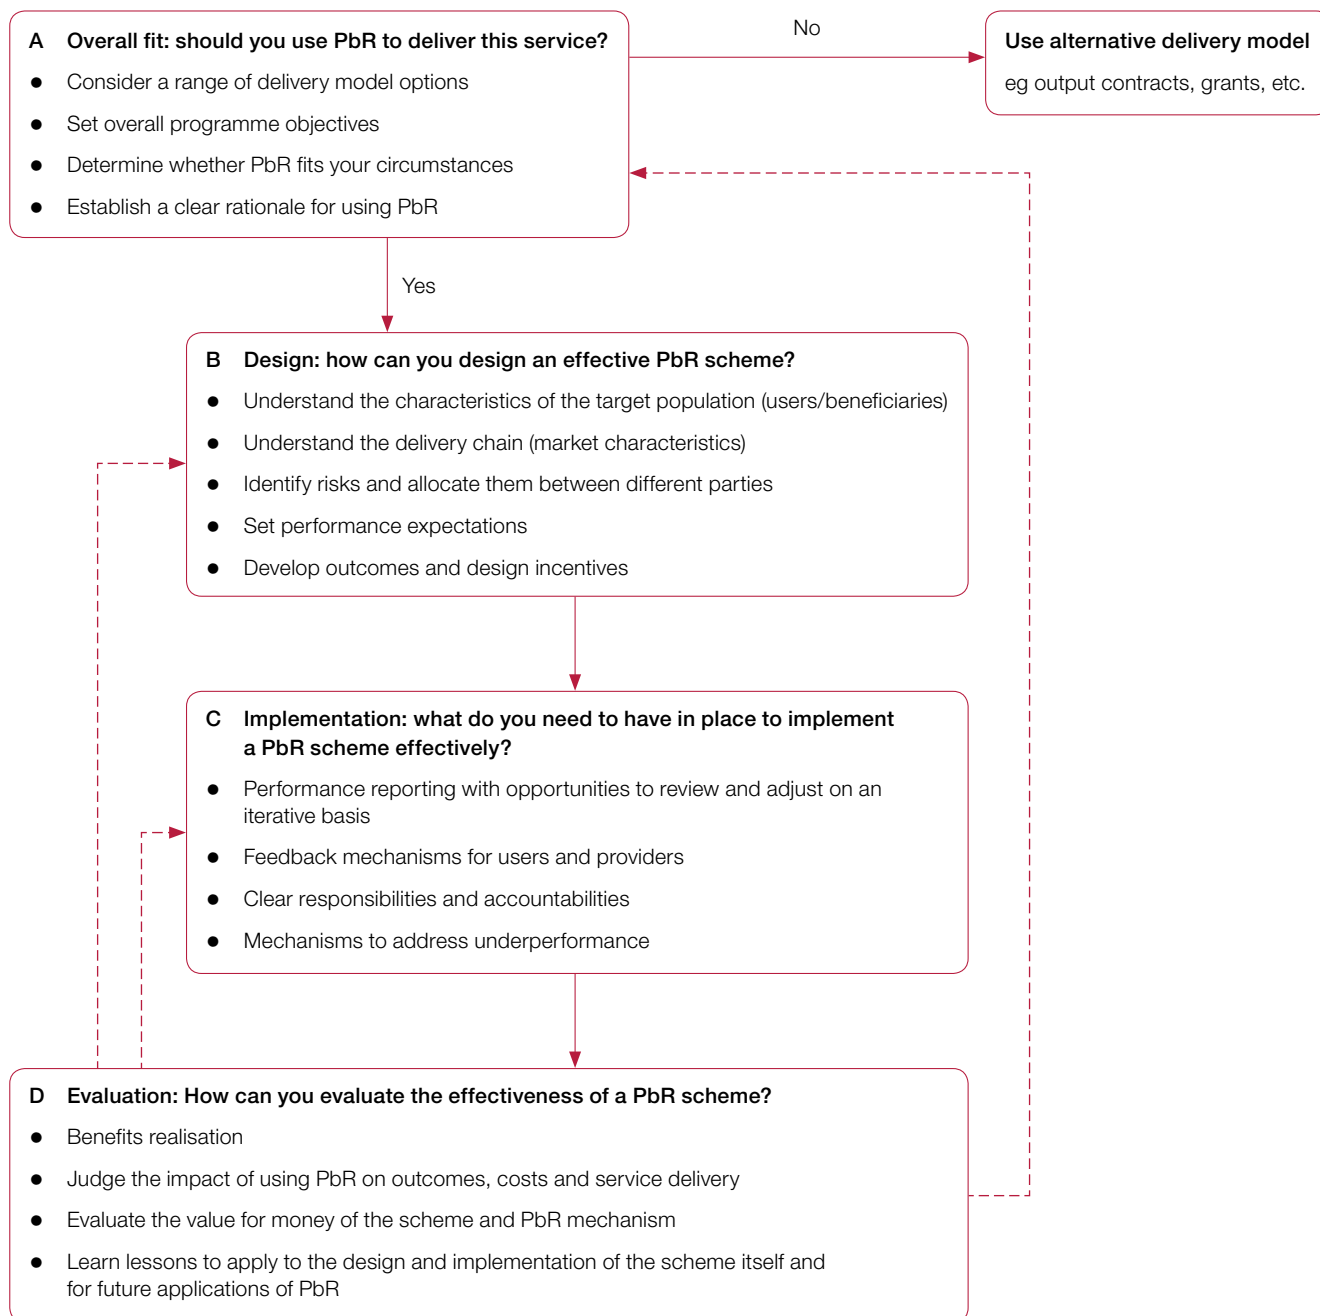 A Overall fit: should you use PbR to deliver this service?
● Consider a range of delivery model options
● Set overall programme objectives
● Determine whether PbR fits your circumstances
● Establish a clear rationale for using PbR
No
Use alternative delivery model
eg output contracts, grants, etc.
Yes
B Design: how can you design an effective PbR scheme?
● Understand the characteristics of the target population (users/beneficiaries)
● Understand the delivery chain (market characteristics)
● Identify risks and allocate them between different parties
● Set performance expectations
● Develop outcomes and design incentives
C Implementation: what do you need to have in place to implement
a PbR scheme effectively?
● Performance reporting with opportunities to review and adjust on an
iterative basis
● Feedback mechanisms for users and providers
● Clear responsibilities and accountabilities
● Mechanisms to address underperformance
D Evaluation: How can you evaluate the effectiveness of a PbR scheme?
● Benefits realisation
● Judge the impact of using PbR on outcomes, costs and service delivery
● Evaluate the value for money of the scheme and PbR mechanism
● Learn lessons to apply to the design and implementation of the scheme itself and
for future applications of PbR